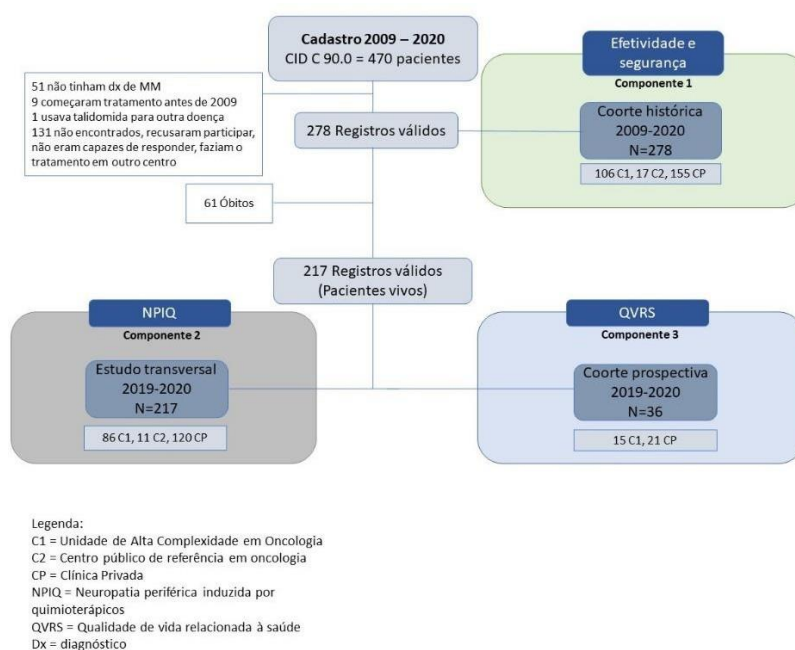 Cadastro 2009 – 2020
CID C 90.0 = 470 pacientes
51 não tinham dx de MM
9 começaram tratamento antes de 2009
1 usava talidomida para outra doença
131 não encontrados, recusaram participar,
não eram capazes de responder, faziam o
tratamento em outro centro
278 Registros válidos
Efetividade e
segurança
Componente 1
Coorte histórica
2009-2020
N=278
106 C1, 17 C2, 155 CP
61 Óbitos
217 Registros válidos
(Pacientes vivos)
NPIQ
Componente 2
Estudo transversal
2019-2020
N=217
86 C1, 11 C2, 120 CP
QVRS
Componente 3
Coorte prospectiva
2019-2020
N=36
15 C1, 21 CP
Legenda:
C1 = Unidade de Alta Complexidade em Oncologia
C2 = Centro público de referência em oncologia
CP = Clínica Privada
NPIQ = Neuropatia periférica induzida por
quimioterápicos
QVRS = Qualidade de vida relacionada à saúde
Dx = diagnóstico